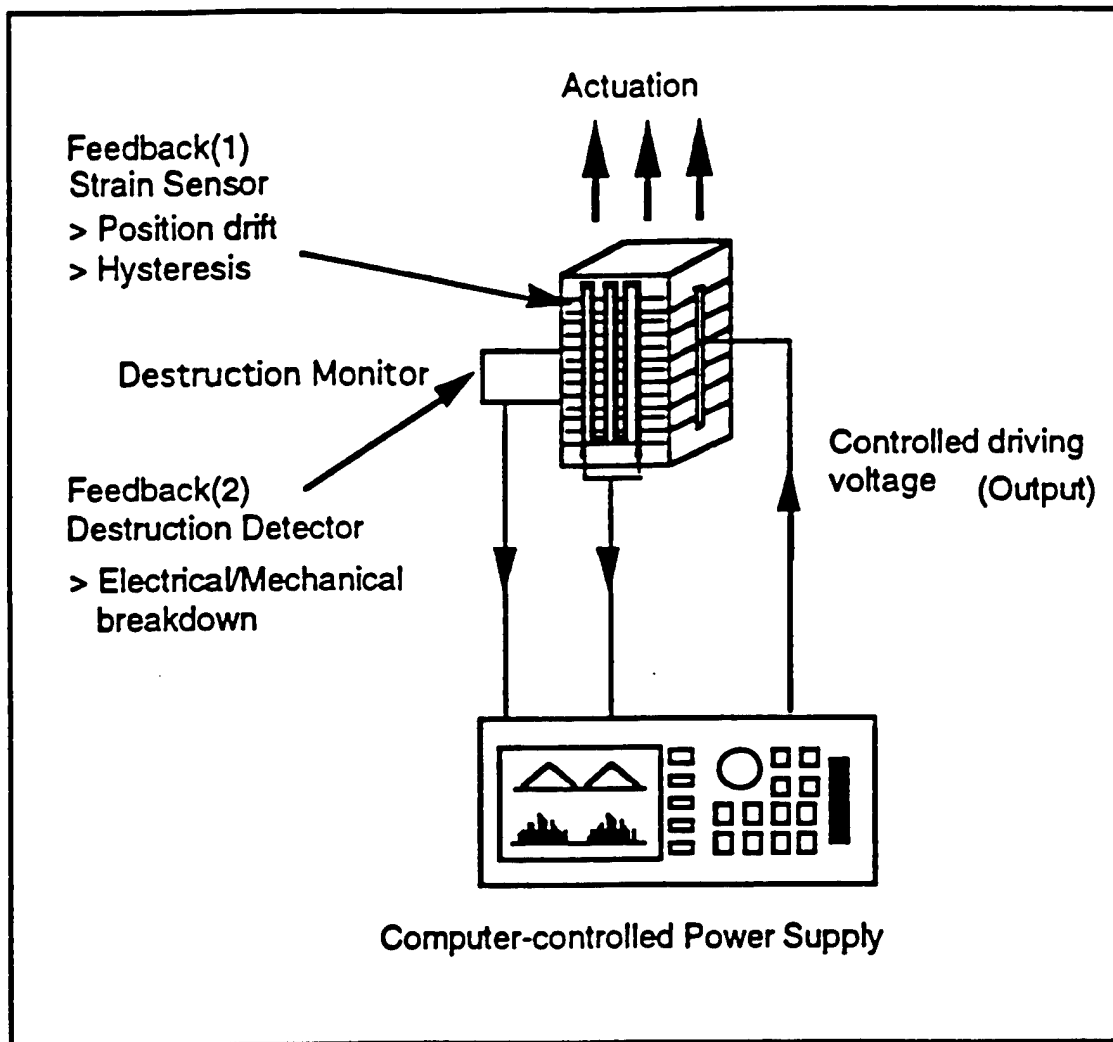 Actuation
Feedback(1)
Strain Sensor
> Position drift
> Hysteresis
Destruction Monitor
Feedback(2)
Destruction Detector
> Electrical/Mechanical
breakdown
Controlled driving
voltage (Output)
Computer-controlled Power Supply